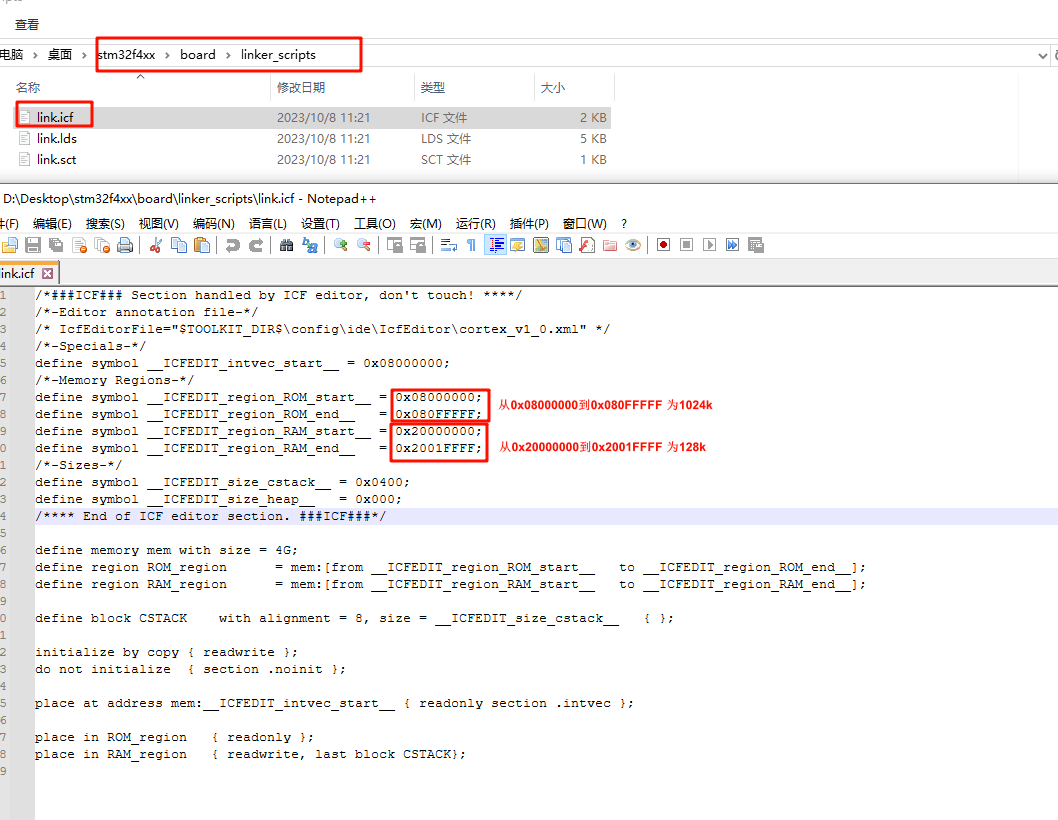 查看
电脑 › 桌面 › stm32f4xx › board › linker_scripts
名称 修改日期 类型 大小
link.icf 2023/10/8 11:21 ICF 文件 2 KB
link.lds 2023/10/8 11:21 LDS 文件 5 KB
link.sct 2023/10/8 11:21 SCT 文件 1 KB
D:\Desktop\stm32f4xx\board\linker_scripts\link.icf - Notepad++
件(F) 编辑(E) 搜索(S) 视图(V) 编码(N) 语言(L) 设置(T) 工具(O) 宏(M) 运行(R) 插件(P) 窗口(W) ?
link.icf
1 /*###ICF### Section handled by ICF editor, don't touch! ****/
2 /*-Editor annotation file-*/
3 /* IcfEditorFile="$TOOLKIT_DIR$\config\ide\IcfEditor\cortex_v1_0.xml" */
4 /*-Specials-*/
5 define symbol __ICFEDIT_intvec_start__ = 0x08000000;
6 /*-Memory Regions-*/
7 define symbol __ICFEDIT_region_ROM_start__ = 0x08000000;
8 define symbol __ICFEDIT_region_ROM_end__ = 0x080FFFFF;
从0x08000000到0x080FFFFF 为1024k
9 define symbol __ICFEDIT_region_RAM_start__ = 0x20000000;
0 define symbol __ICFEDIT_region_RAM_end__ = 0x2001FFFF;
从0x20000000到0x2001FFFF 为128k
1 /*-Sizes-*/
2 define symbol __ICFEDIT_size_cstack__ = 0x0400;
3 define symbol __ICFEDIT_size_heap__ = 0x000;
4 /**** End of ICF editor section. ###ICF###*/
5
6 define memory mem with size = 4G;
7 define region ROM_region = mem:[from __ICFEDIT_region_ROM_start__ to __ICFEDIT_region_ROM_end__];
8 define region RAM_region = mem:[from __ICFEDIT_region_RAM_start__ to __ICFEDIT_region_RAM_end__];
9
0 define block CSTACK with alignment = 8, size = __ICFEDIT_size_cstack__ { };
1
2 initialize by copy { readwrite };
3 do not initialize { section .noinit };
4
5 place at address mem:__ICFEDIT_intvec_start__ { readonly section .intvec };
6
7 place in ROM_region { readonly };
8 place in RAM_region { readwrite, last block CSTACK};
9